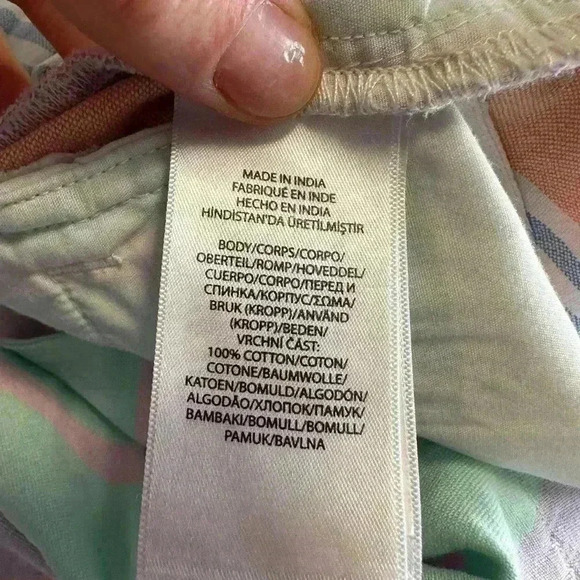 MADE IN INDIA
FABRIQUÉ EN INDE
HECHO EN INDIA
HİNDİSTAN'DA ÜRETİLMİŞTİR
BODY/CORPS/CORPO/
OBERTEIL/ROMP/HOVEDDEL/
CUERPO/CORPO/ПЕРЕД И
СПИНКА/КОРПУС/ΣΩΜΑ/
BRUK (KROPP)/ANVÄND
(KROPP)/BEDEN/
VRCHNÍ ČÁST:
100% COTTON/COTON/
COTONE/BAUMWOLLE/
KATOEN/BOMULD/ALGODÓN/
ALGODÃO/ХЛОПОК/ПАМУК/
BAMBAKI/BOMULL/BOMULL/
PAMUK/BAVLNA